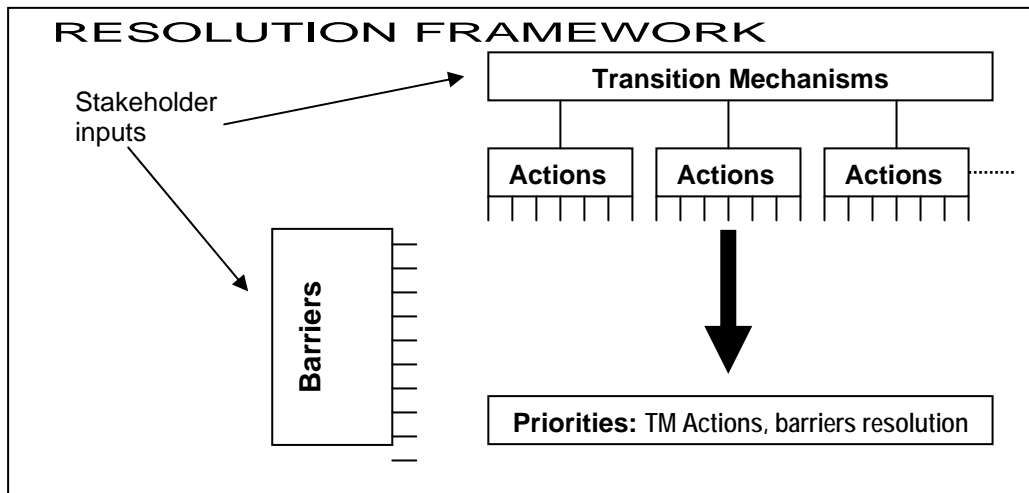 RESOLUTION FRAMEWORK
Transition Mechanisms
Stakeholder
inputs
Actions
Actions
Actions
Barriers
Priorities: TM Actions, barriers resolution